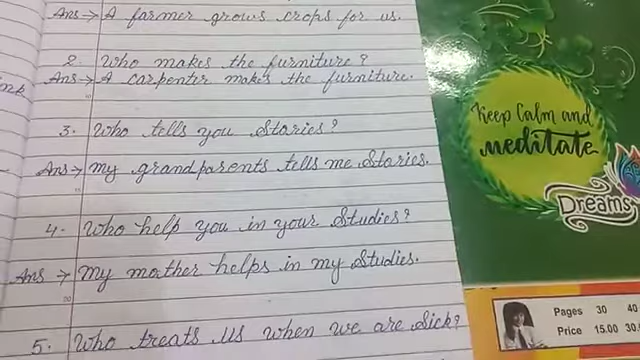 Ans → A farmer grows crops for us.
2. Who makes the furniture?
Ans → A carpenter makes the furniture.
3. Who tells you stories?
Ans → my grandparents tells me stories.
4. Who help you in your studies?
Ans → my mother helps in my studies.
5. Who treats us when we are sick?
Keep Calm and
meditate
Dreams
Pages 30 40
Price 15.00 30.